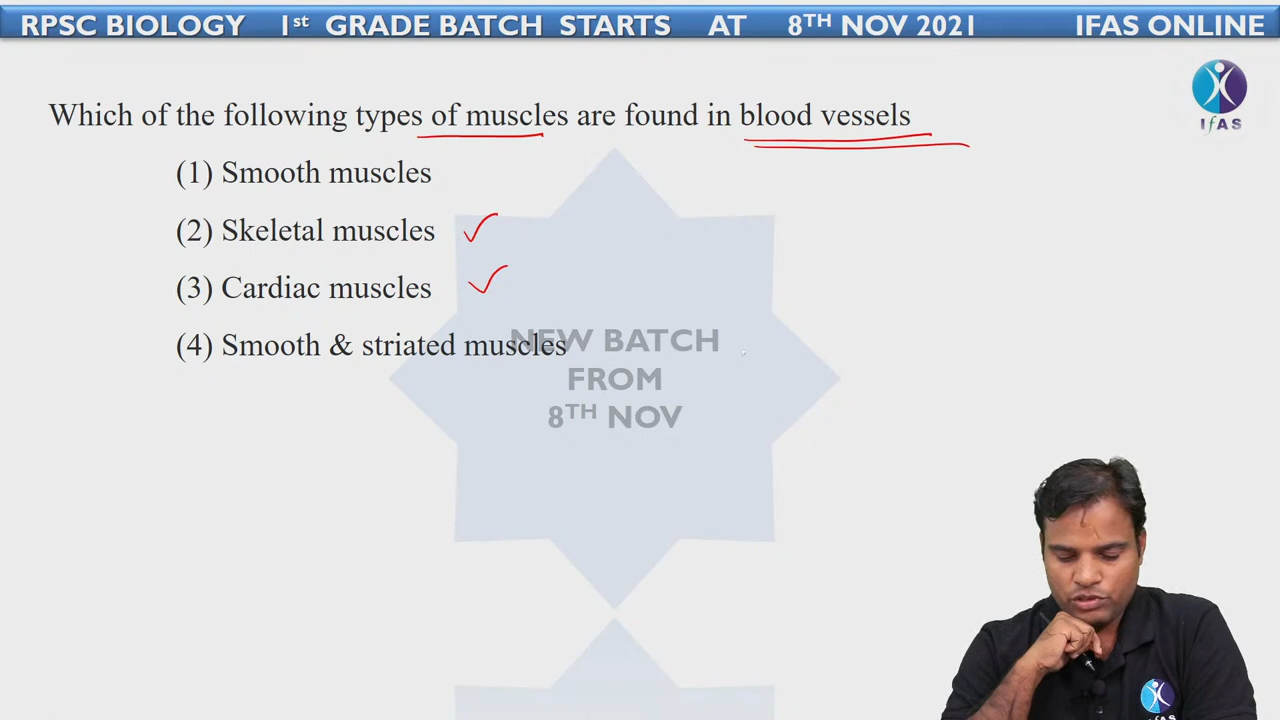 RPSC BIOLOGY 1st GRADE BATCH STARTS AT 8TH NOV 2021 IFAS ONLINE
Which of the following types of muscles are found in blood vessels
IfAS
(1) Smooth muscles
(2) Skeletal muscles
(3) Cardiac muscles
(4) Smooth & striated muscles
NEW BATCH
FROM
8TH NOV
IfAS